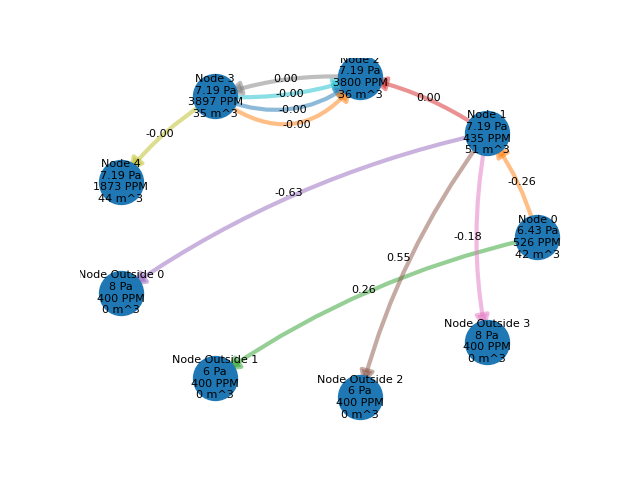 Node 2
7.19 Pa
3800 PPM
36 m^3
Node 3
7.19 Pa
3897 PPM
35 m^3
0.00
-0.00
-0.00
-0.00
0.00
Node 1
7.19 Pa
435 PPM
51 m^3
-0.00
Node 4
7.19 Pa
1873 PPM
44 m^3
-0.63
-0.26
Node 0
6.43 Pa
526 PPM
42 m^3
-0.18
0.55
0.26
Node Outside 0
8 Pa
400 PPM
0 m^3
Node Outside 3
8 Pa
400 PPM
0 m^3
Node Outside 1
6 Pa
400 PPM
0 m^3
Node Outside 2
6 Pa
400 PPM
0 m^3